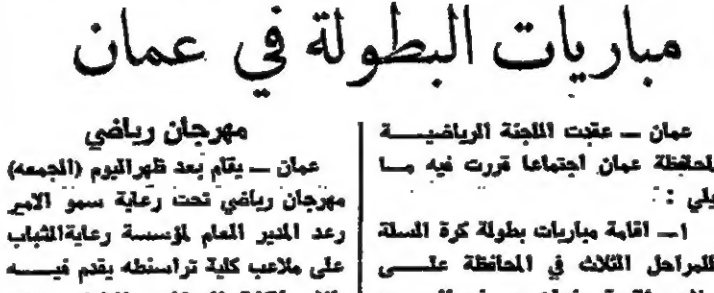 مباريات البطولة في عمان
عمان — عقدت اللجنة الرياضية
لمحافظة عمان اجتماعا قررت فيه ما
يلي :
١— اقامة مباريات بطولة كرة السلة
للمراحل الثلاث في المحافظة على
مهرجان رياضي
عمان — يقام بعد ظهر اليوم (الجمعه)
مهرجان رياضي تحت رعاية سمو الامير
رعد المدير العام لمؤسسة رعاية الشباب
على ملاعب كلية تراسنطه يقدم فيه